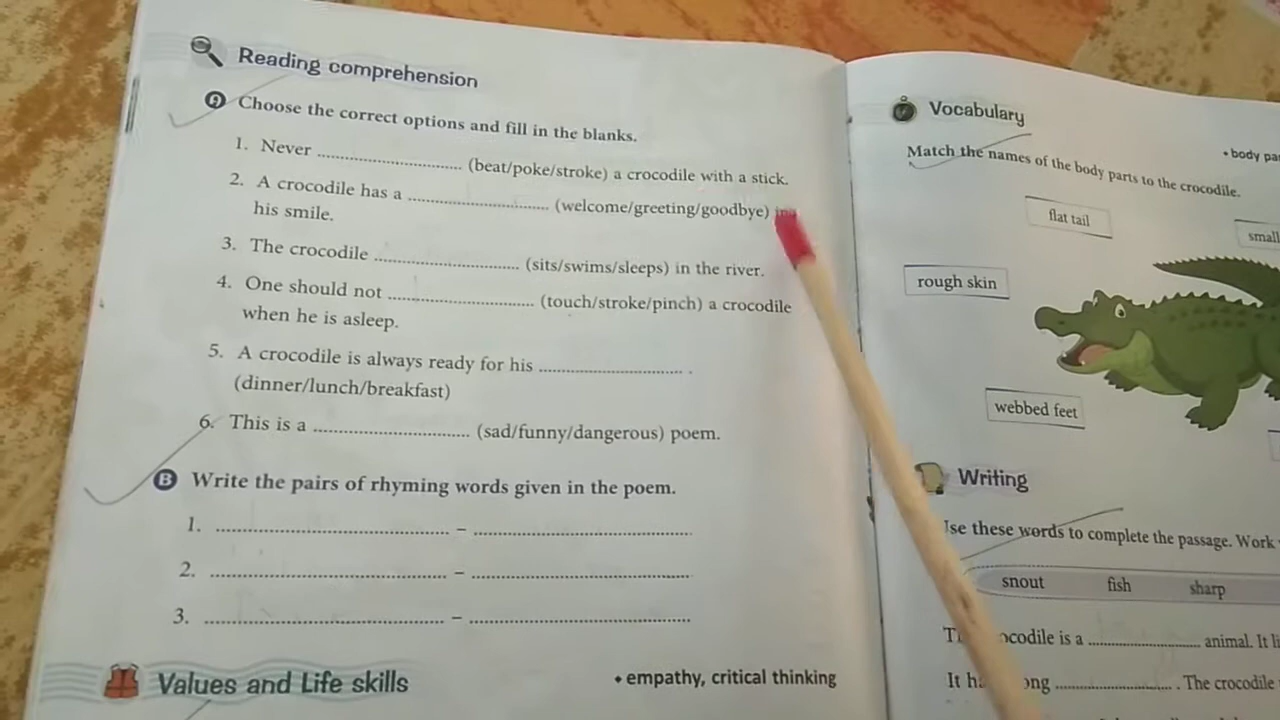 Reading comprehension
A Choose the correct options and fill in the blanks.
1. Never ........................ (beat/poke/stroke) a crocodile with a stick.
2. A crocodile has a ........................ (welcome/greeting/goodbye)
his smile.
3. The crocodile ........................ (sits/swims/sleeps) in the river.
4. One should not ........................ (touch/stroke/pinch) a crocodile
when he is asleep.
5. A crocodile is always ready for his ........................ .
(dinner/lunch/breakfast)
6. This is a ........................ (sad/funny/dangerous) poem.
B Write the pairs of rhyming words given in the poem.
1. ........................ – ........................
2. ........................ – ........................
3. ........................ – ........................
Values and Life skills
• empathy, critical thinking
Vocabulary
• body
Match the names of the body parts to the crocodile.
flat tail
small
rough skin
webbed feet
Writing
these words to complete the passage. Work
snout fish sharp
is a ........................ animal. It
It ........................ . The crocodile